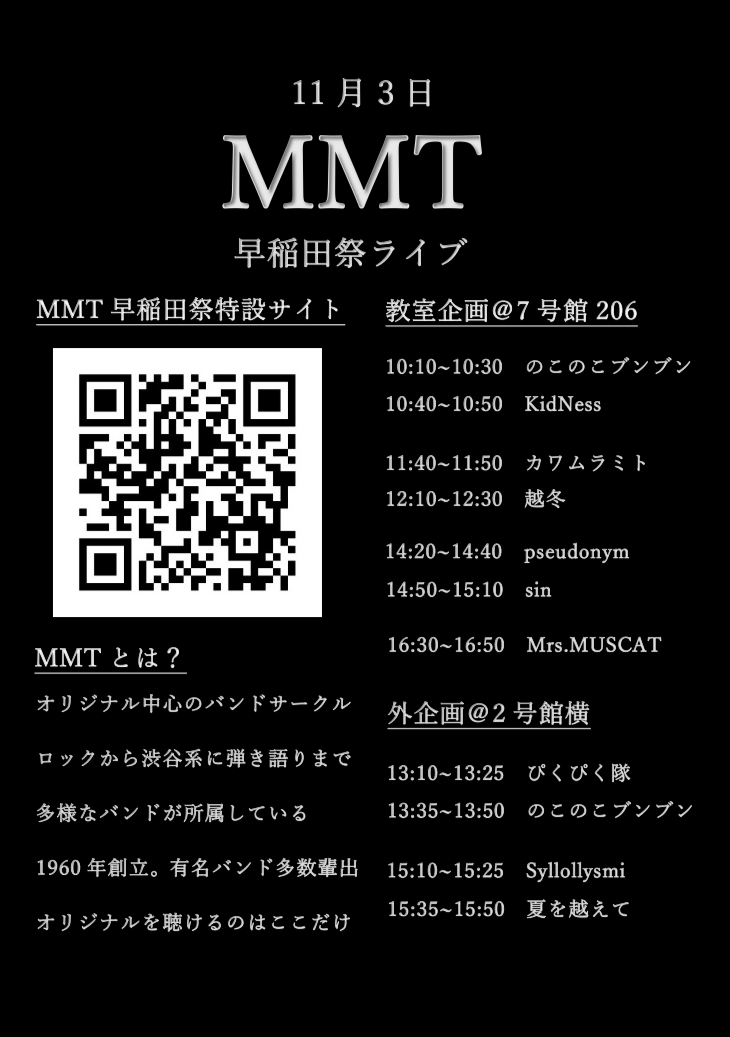 11月3日
MMT
早稲田祭ライブ
MMT早稲田祭特設サイト
MMTとは？
オリジナル中心のバンドサークル
ロックから渋谷系に弾き語りまで
多様なバンドが所属している
1960年創立。有名バンド多数輩出
オリジナルを聴けるのはここだけ
教室企画＠7号館206
10:10~10:30 のこのこブンブン
10:40~10:50 KidNess
11:40~11:50 カワムラミト
12:10~12:30 越冬
14:20~14:40 pseudonym
14:50~15:10 sin
16:30~16:50 Mrs.MUSCAT
外企画＠2号館横
13:10~13:25 ぴくぴく隊
13:35~13:50 のこのこブンブン
15:10~15:25 Syllollysmi
15:35~15:50 夏を越えて